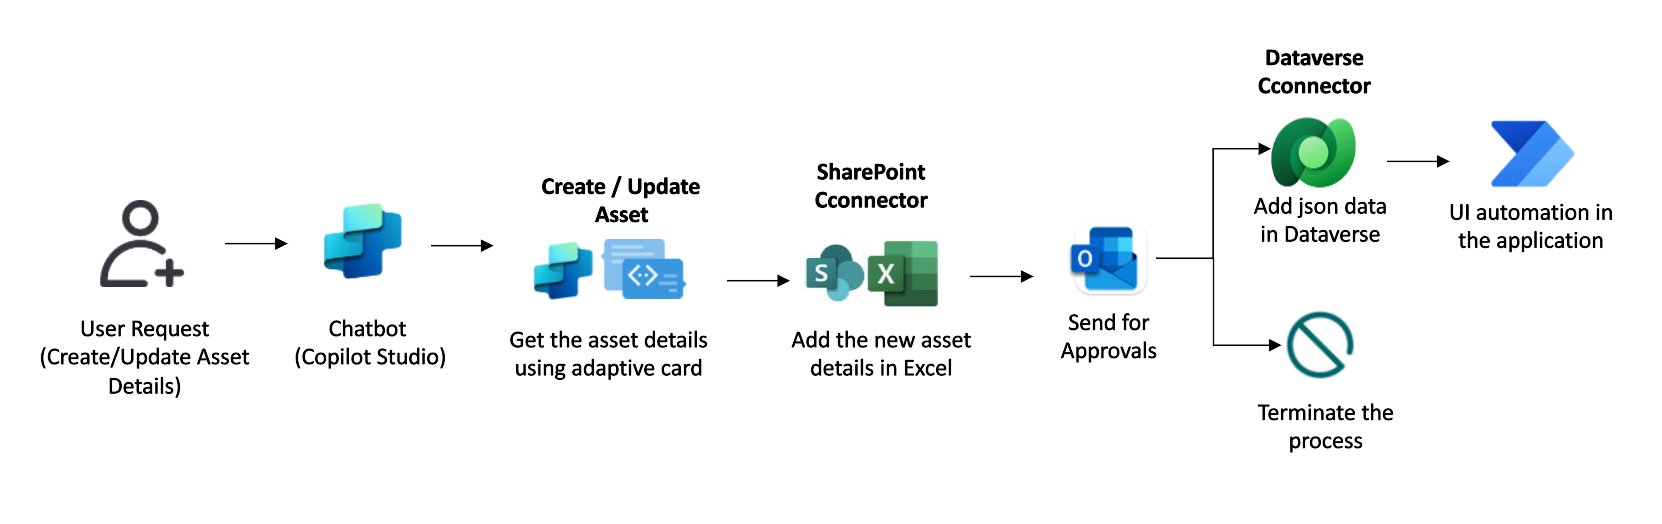 User Request
(Create/Update Asset
Details)
Chatbot
(Copilot Studio)
Create / Update
Asset
Get the asset details
using adaptive card
SharePoint
Cconnector
S
X
Add the new asset
details in Excel
O
Send for
Approvals
Dataverse
Cconnector
Add json data
in Dataverse
UI automation in
the application
Terminate the
process